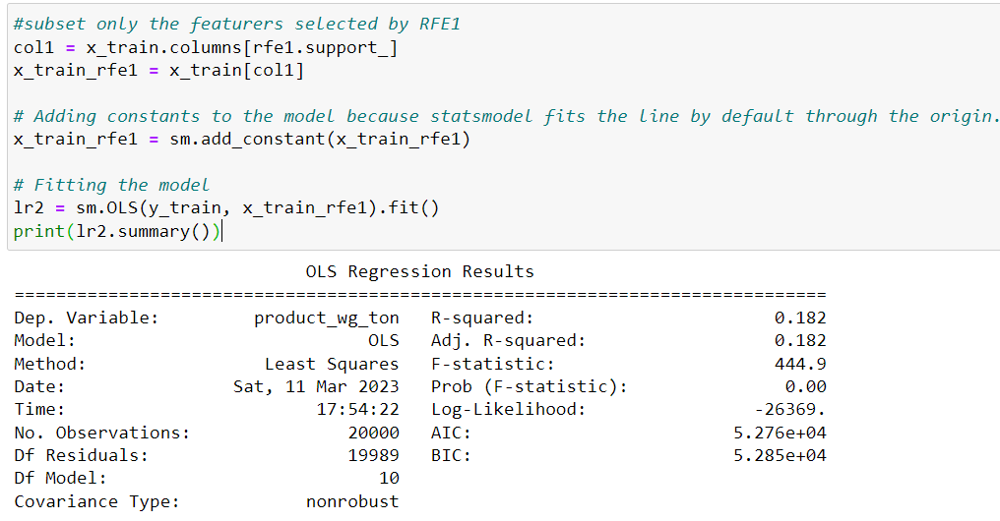 #subset only the featurers selected by RFE1
col1 = x_train.columns[rfe1.support_]
x_train_rfe1 = x_train[col1]
# Adding constants to the model because statsmodel fits the line by default through the origin.
x_train_rfe1 = sm.add_constant(x_train_rfe1)
# Fitting the model
lr2 = sm.OLS(y_train, x_train_rfe1).fit()
print(lr2.summary())
OLS Regression Results
==============================================================================
Dep. Variable: product_wg_ton R-squared: 0.182
Model: OLS Adj. R-squared: 0.182
Method: Least Squares F-statistic: 444.9
Date: Sat, 11 Mar 2023 Prob (F-statistic): 0.00
Time: 17:54:22 Log-Likelihood: -26369.
No. Observations: 20000 AIC: 5.276e+04
Df Residuals: 19989 BIC: 5.285e+04
Df Model: 10
Covariance Type: nonrobust